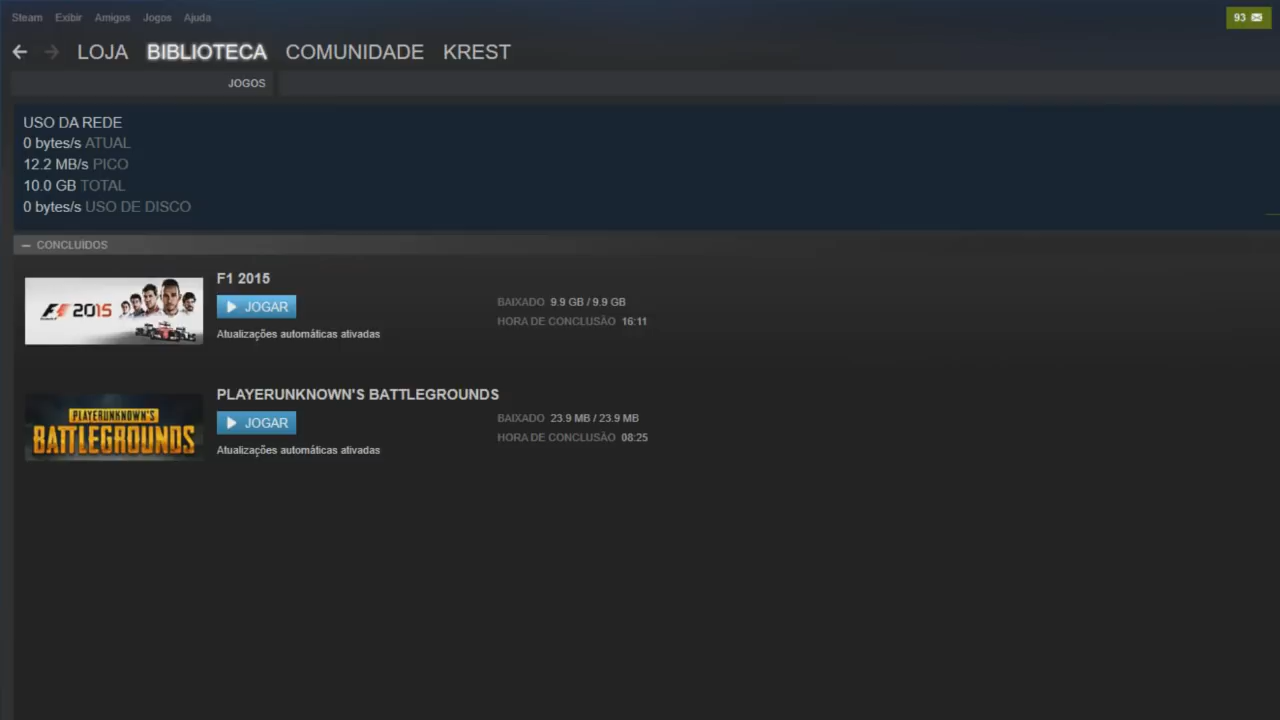 Steam Exibir Amigos Jogos Ajuda
93
LOJA BIBLIOTECA COMUNIDADE KREST
JOGOS
USO DA REDE
0 bytes/s ATUAL
12.2 MB/s PICO
10.0 GB TOTAL
0 bytes/s USO DE DISCO
— CONCLUÍDOS
F1 2015
F1 2015
JOGAR
BAIXADO 9.9 GB / 9.9 GB
HORA DE CONCLUSÃO 16:11
Atualizações automáticas ativadas
PLAYERUNKNOWN'S BATTLEGROUNDS
PLAYERUNKNOWN'S
BATTLEGROUNDS
JOGAR
BAIXADO 23.9 MB / 23.9 MB
HORA DE CONCLUSÃO 08:25
Atualizações automáticas ativadas